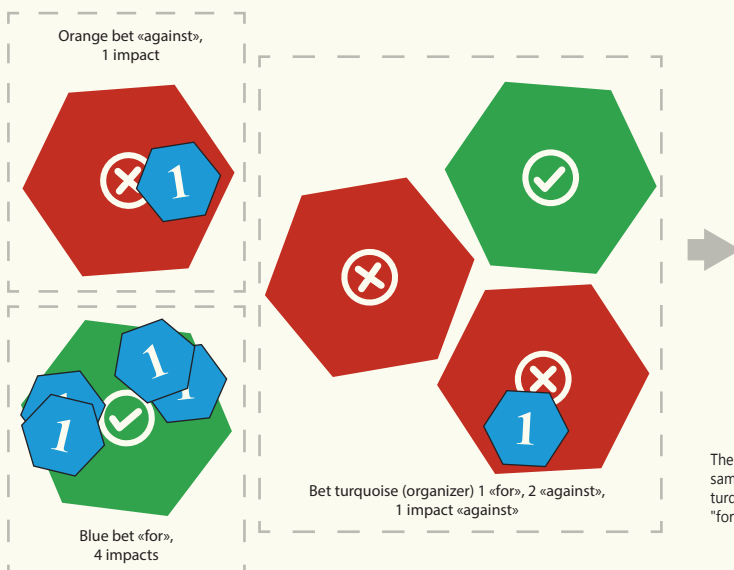 Orange bet «against»,
1 impact
1
1
1
1
1
Blue bet «for»,
4 impacts
1
Bet turquoise (organizer) 1 «for», 2 «against»,
1 impact «against»
The
sam
turq
"for